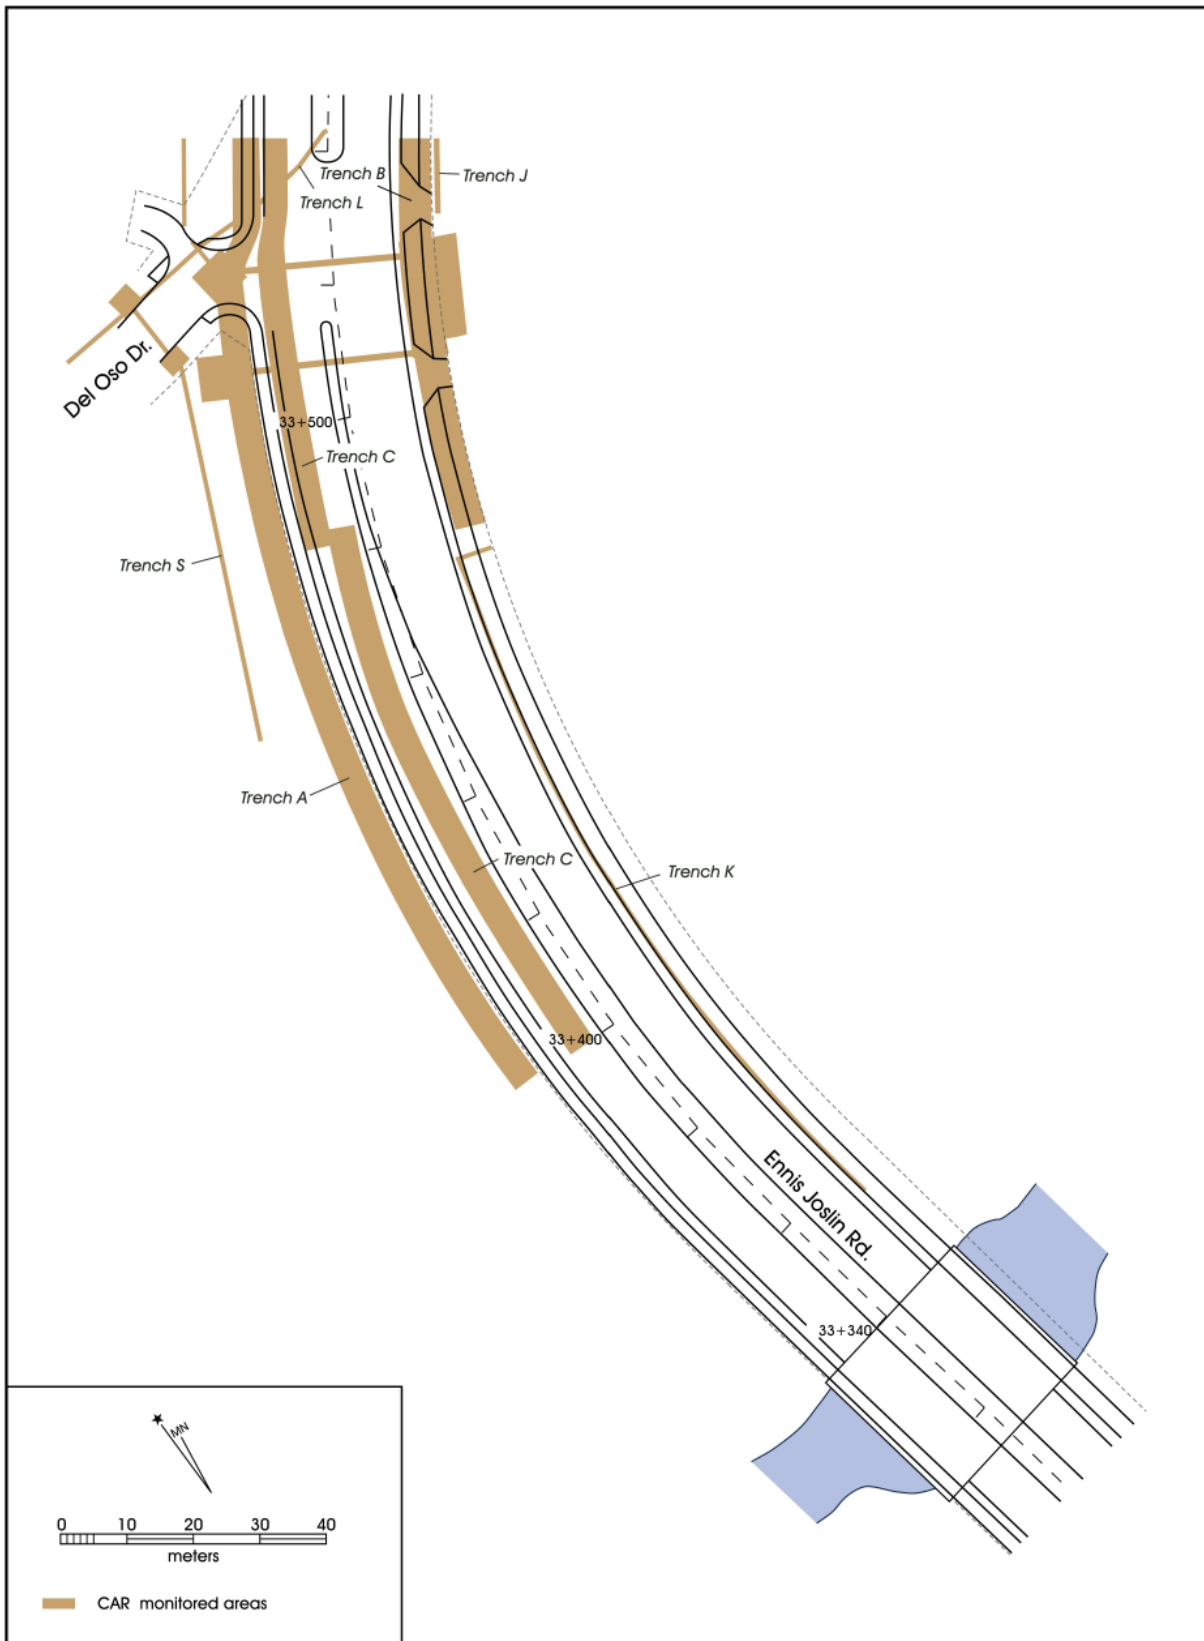 Trench B
Trench J
Trench L
Del Oso Dr.
33+500
Trench C
Trench S
Trench A
Trench C
Trench K
33+400
Ennis Joslin Rd.
33+340
MN
0 10 20 30 40
meters
CAR monitored areas